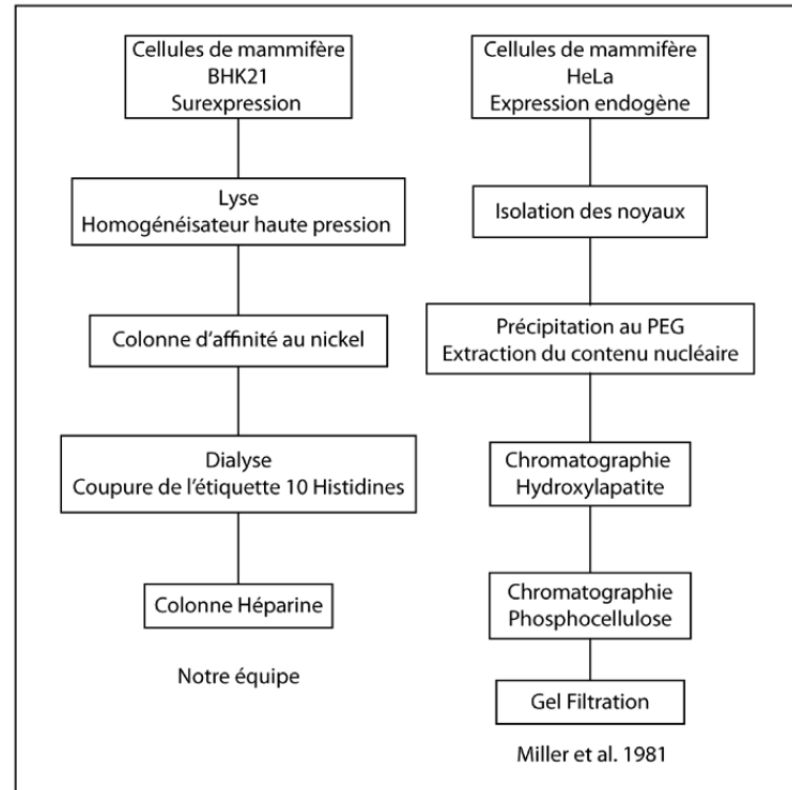 Cellules de mammifère
BHK21
Surexpression
Lyse
Homogénéisateur haute pression
Colonne d'affinité au nickel
Dialyse
Coupure de l'étiquette 10 Histidines
Colonne Héparine
Notre équipe
Cellules de mammifère
HeLa
Expression endogène
Isolation des noyaux
Précipitation au PEG
Extraction du contenu nucléaire
Chromatographie
Hydroxylapatite
Chromatographie
Phosphocellulose
Gel Filtration
Miller et al. 1981